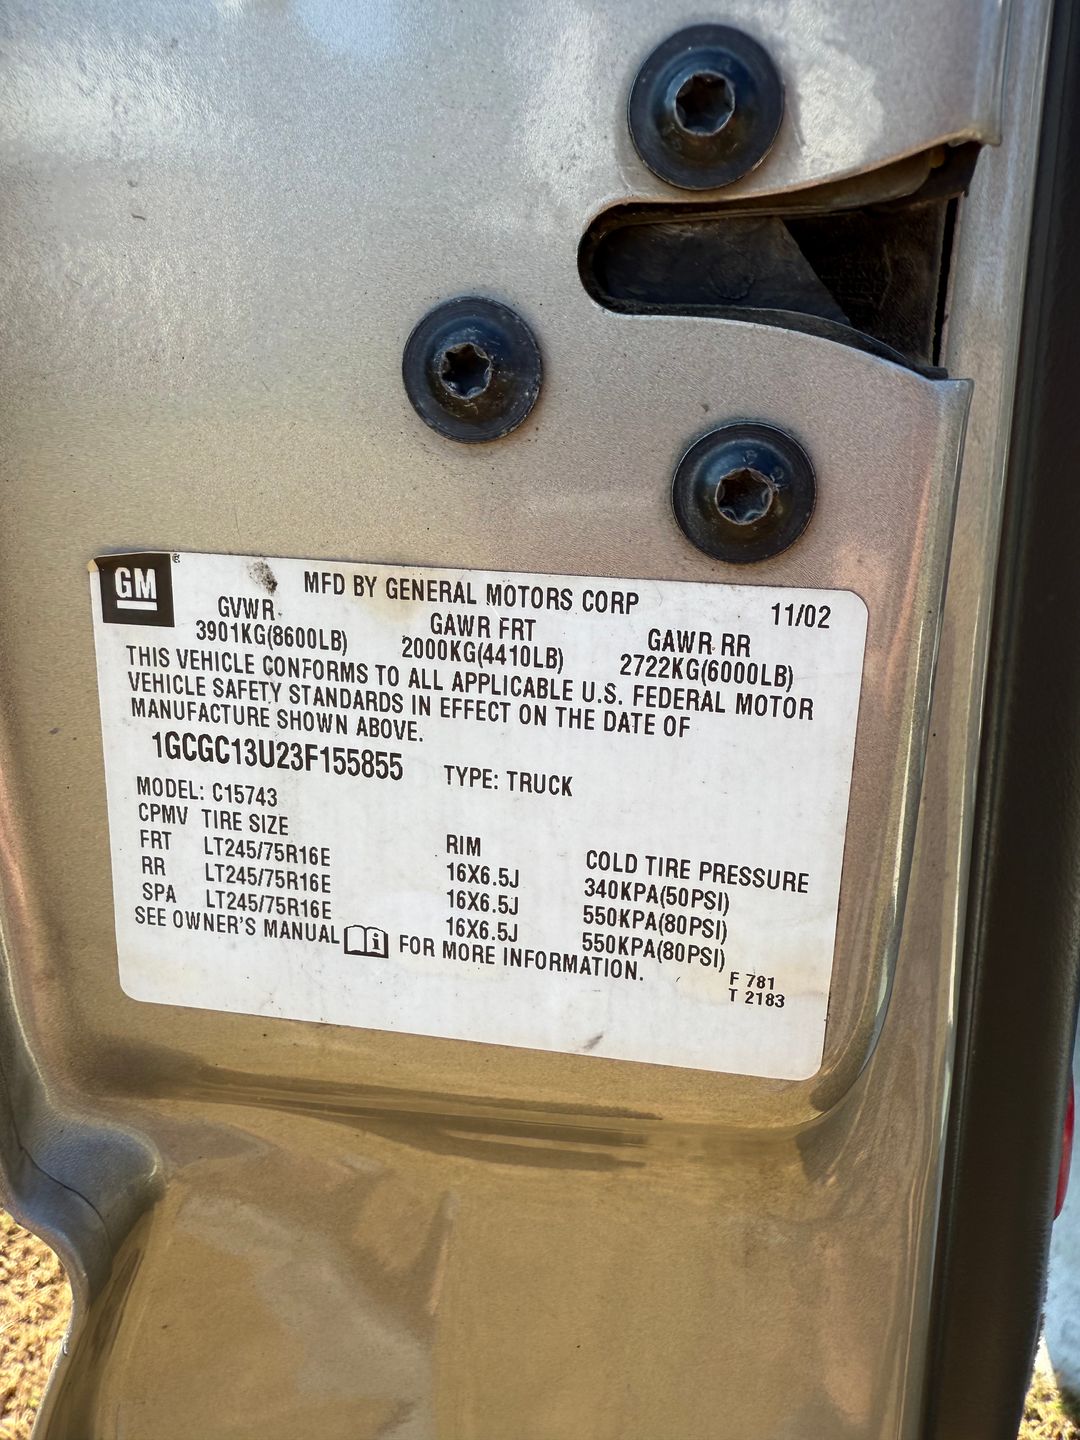 GM ®
MFD BY GENERAL MOTORS CORP 11/02
GVWR GAWR FRT GAWR RR
3901KG(8600LB) 2000KG(4410LB) 2722KG(6000LB)
THIS VEHICLE CONFORMS TO ALL APPLICABLE U.S. FEDERAL MOTOR
VEHICLE SAFETY STANDARDS IN EFFECT ON THE DATE OF
MANUFACTURE SHOWN ABOVE.
1GCGC13U23F155855 TYPE: TRUCK
MODEL: C15743
CPMV TIRE SIZE RIM COLD TIRE PRESSURE
FRT LT245/75R16E 16X6.5J 340KPA(50PSI)
RR LT245/75R16E 16X6.5J 550KPA(80PSI)
SPA LT245/75R16E 16X6.5J 550KPA(80PSI)
SEE OWNER'S MANUAL i FOR MORE INFORMATION.
F 781
T 2183